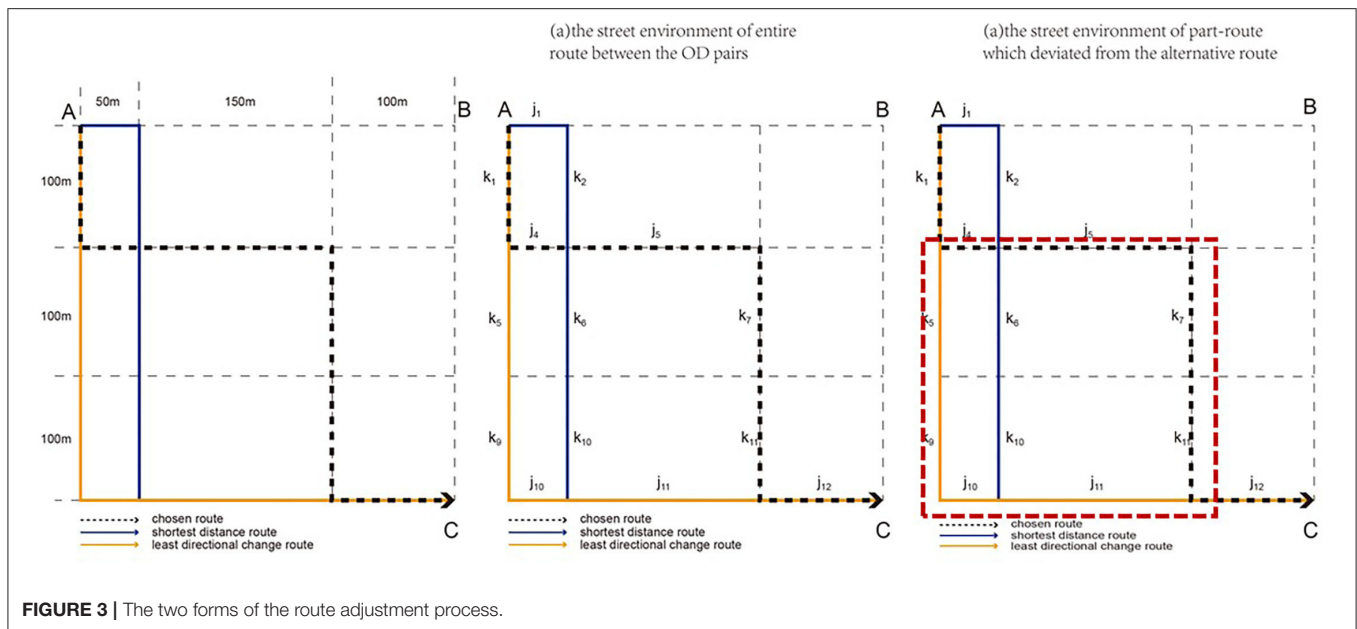 (a)the street environment of entire
route between the OD pairs
(a)the street environment of part-route
which deviated from the alternative route
A
50m
150m
100m
B
100m
100m
100m
C
chosen route
shortest distance route
least directional change route
A
j1
B
k1
k2
j4
j5
k5
k6
k7
k9
k10
k11
j10
j11
j12
C
chosen route
shortest distance route
least directional change route
A
j1
B
k1
k2
j4
j5
k5
k6
k7
k9
k10
k11
j10
j11
j12
C
chosen route
shortest distance route
least directional change route
FIGURE 3 | The two forms of the route adjustment process.